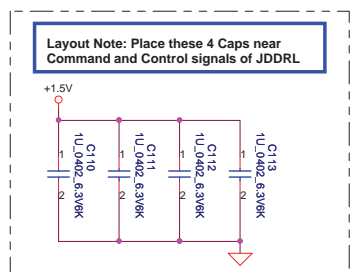 Layout Note: Place these 4 Caps near
Command and Control signals of JDDRL
+1.5V
1
2
C110
1U_0402_6.3V6K
1
2
C111
1U_0402_6.3V6K
1
2
C112
1U_0402_6.3V6K
1
2
C113
1U_0402_6.3V6K